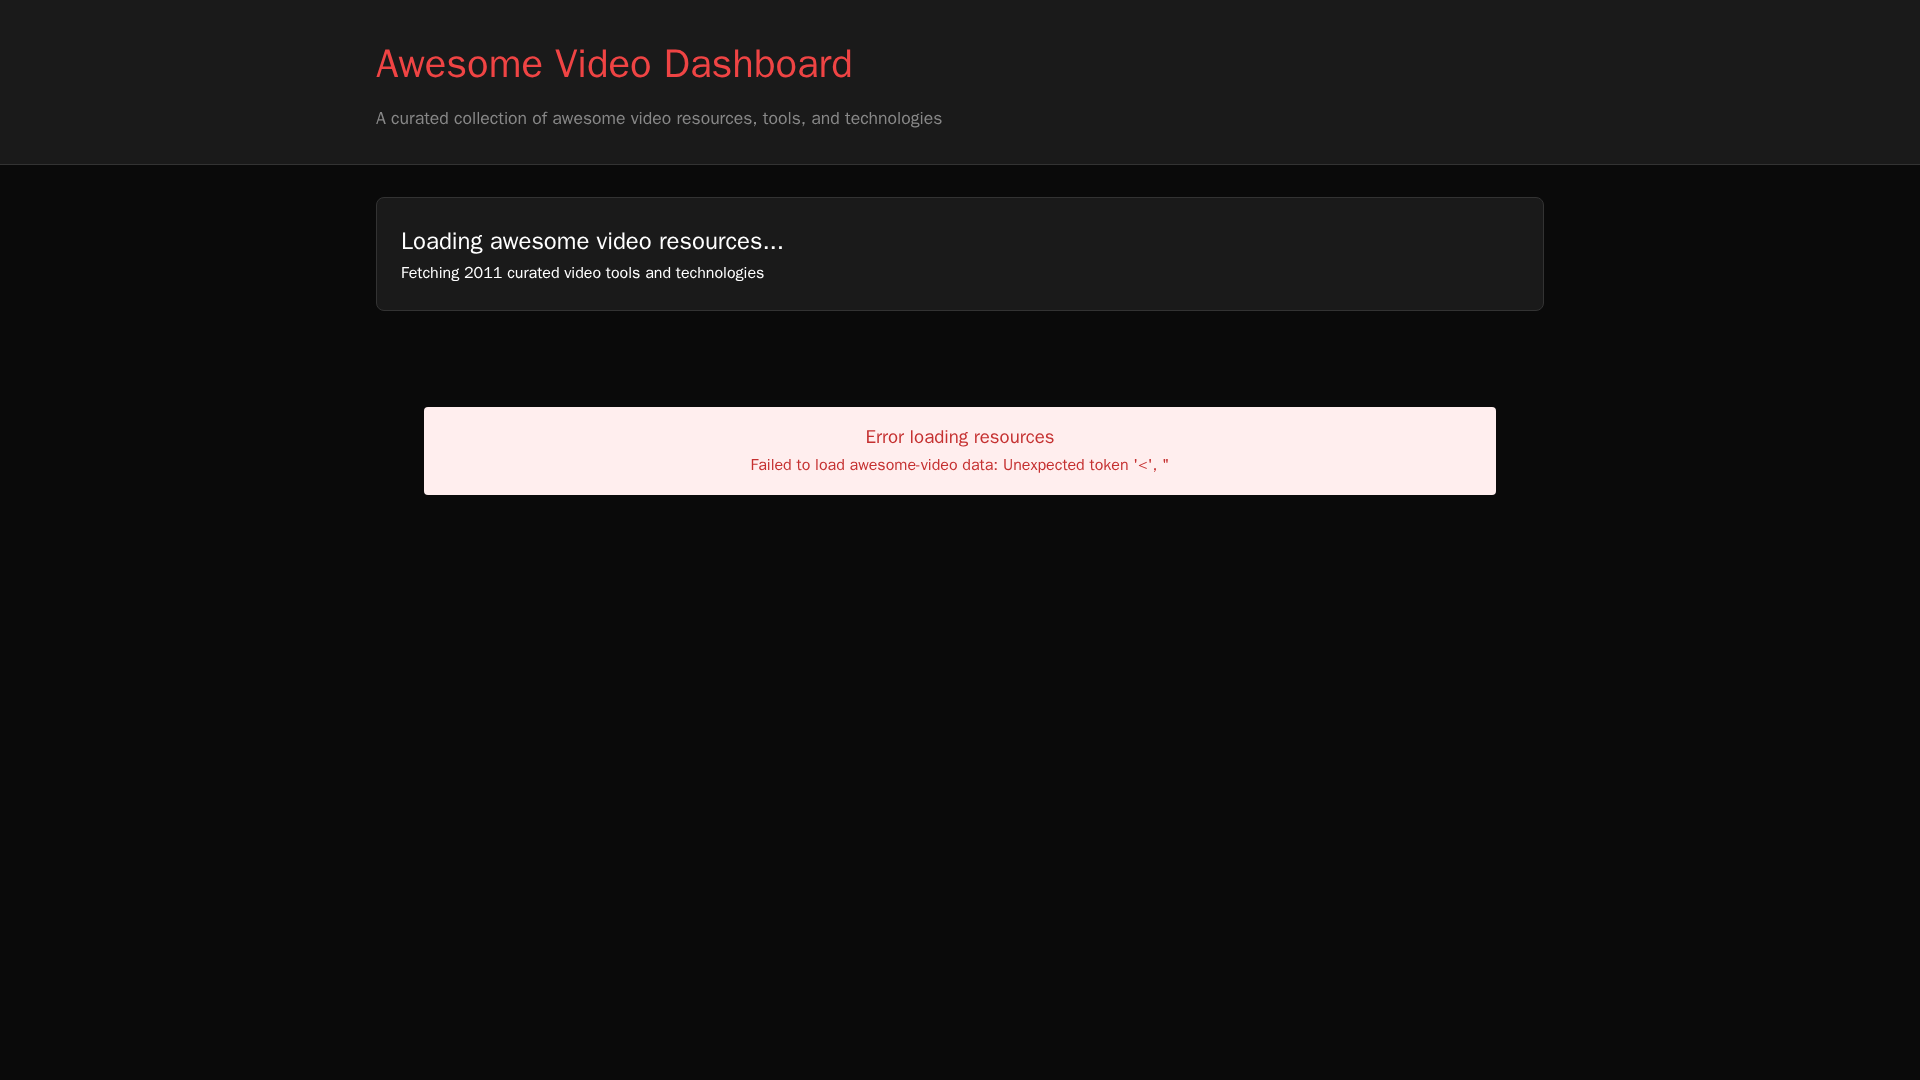 Awesome Video Dashboard
A curated collection of awesome video resources, tools, and technologies
Loading awesome video resources...
Fetching 2011 curated video tools and technologies
Error loading resources
Failed to load awesome-video data: Unexpected token '<', "